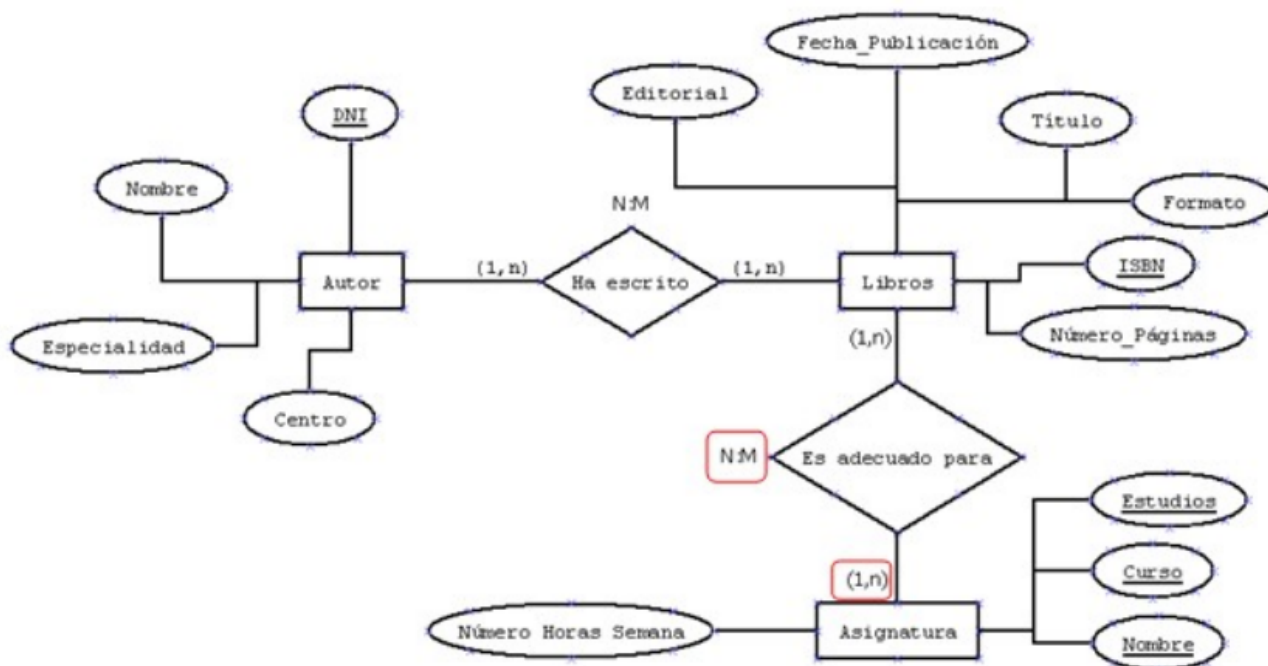 Fecha_Publicación
Editorial
DNI
Título
Nombre
Formato
N:M
Autor
(1,n)
Ha escrito
(1,n)
Libros
ISBN
Especialidad
Número_Páginas
(1,n)
Centro
N:M
Es adecuado para
Estudios
Curso
(1,n)
Número Horas Semana
Asignatura
Nombre